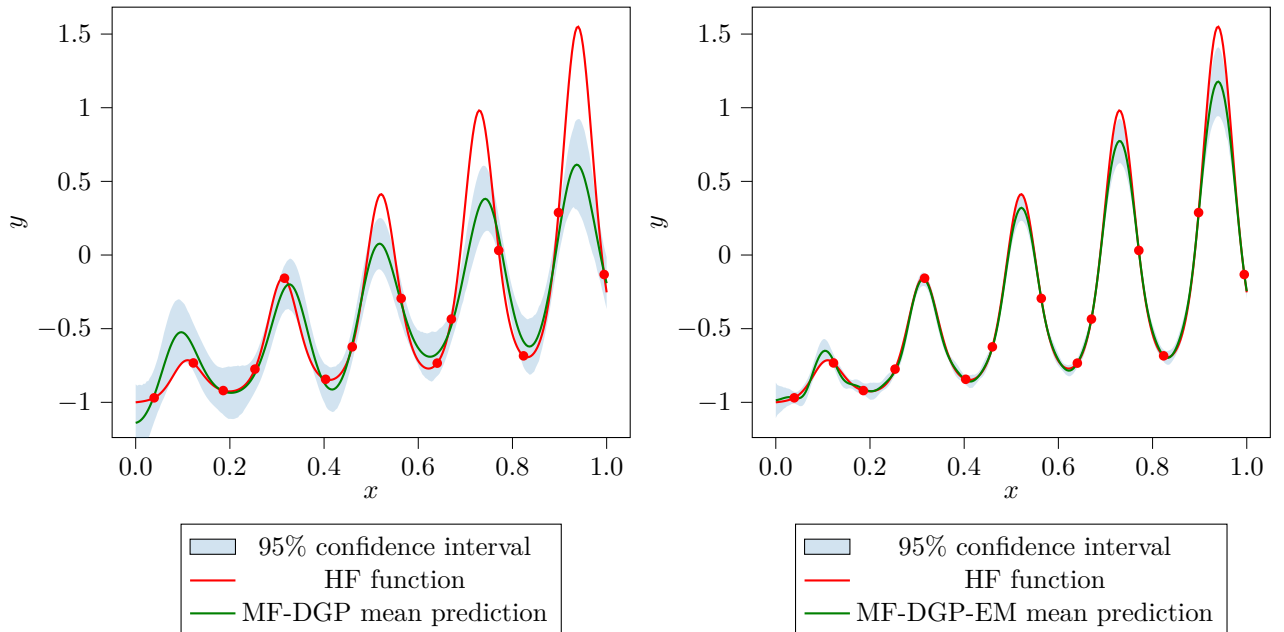 1.5
1
0.5
0
−0.5
−1
y
0.0 0.2 0.4 0.6 0.8 1.0
x
95% confidence interval
HF function
MF-DGP mean prediction
1.5
1
0.5
0
−0.5
−1
y
0.0 0.2 0.4 0.6 0.8 1.0
x
95% confidence interval
HF function
MF-DGP-EM mean prediction